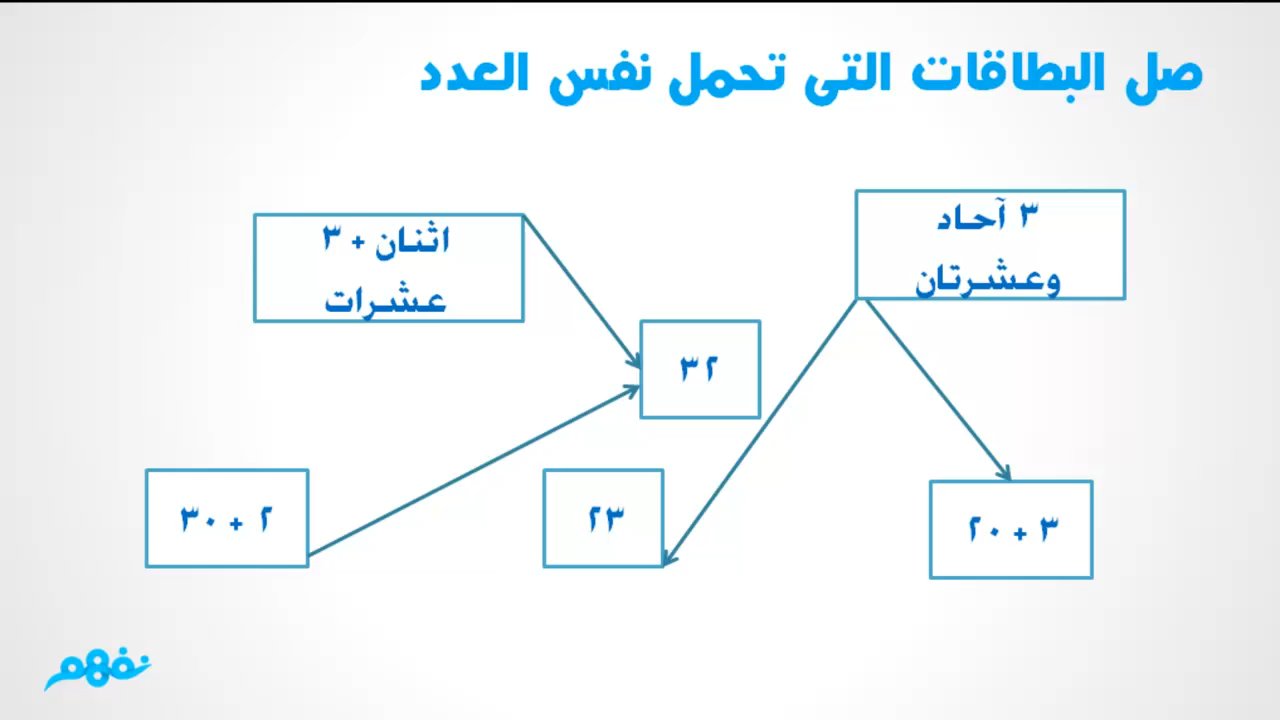 صل البطاقات التى تحمل نفس العدد
٣ آحاد
وعشرتان
اثنان + ٣
عشرات
٣٢
٣ + ٢٠
٢٣
٢ + ٣٠
نفهم